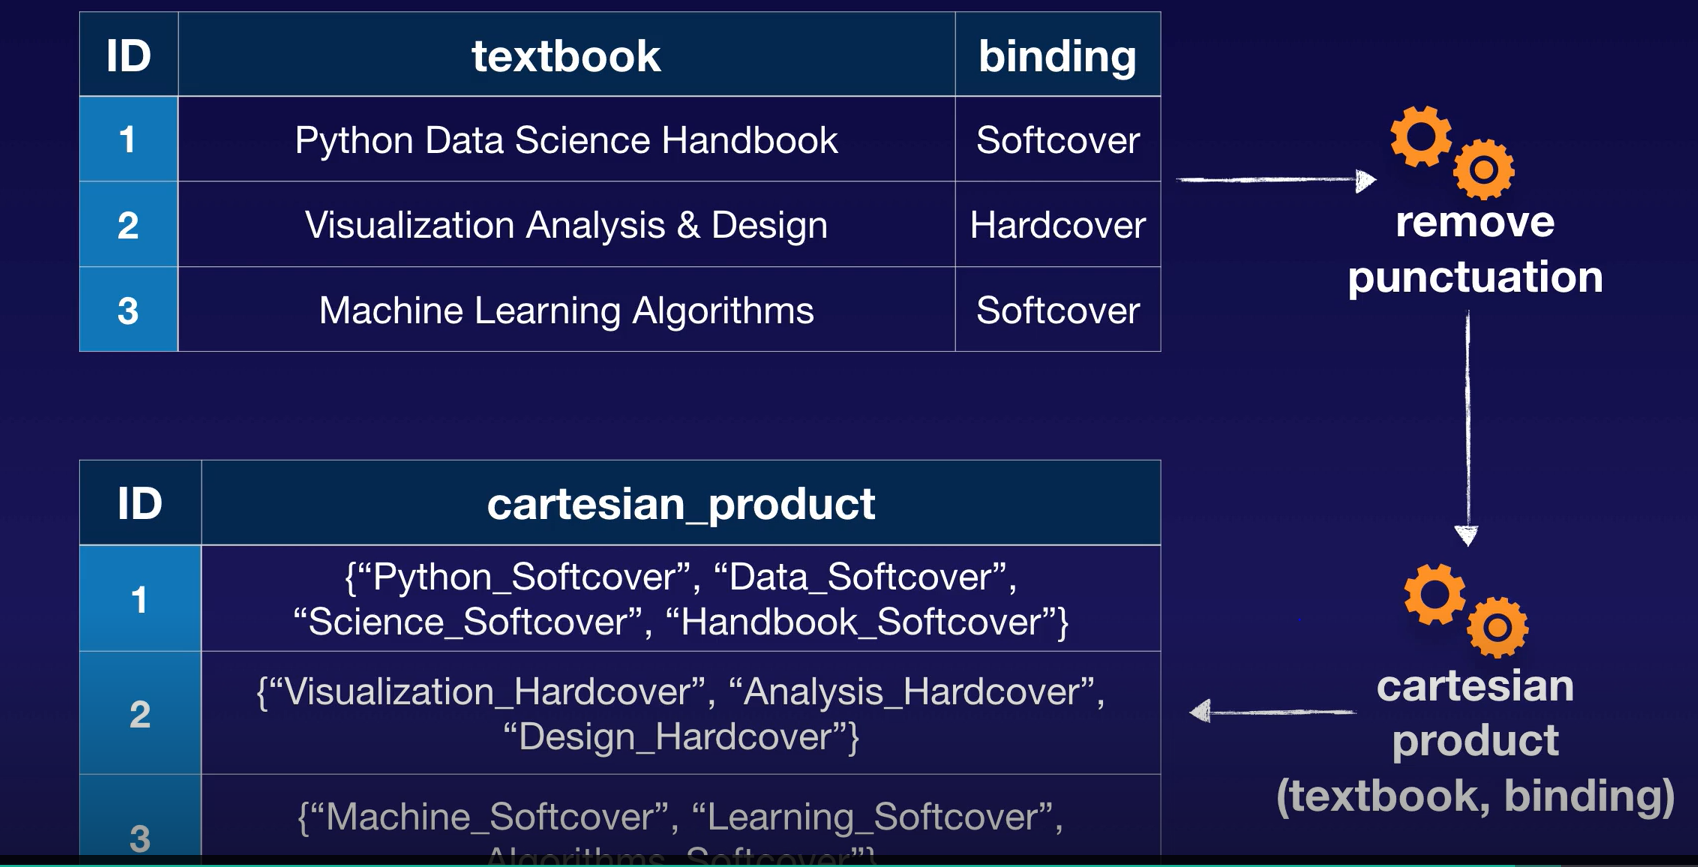 ID textbook binding
1 Python Data Science Handbook Softcover
2 Visualization Analysis & Design Hardcover
3 Machine Learning Algorithms Softcover
remove
punctuation
ID cartesian_product
1 {“Python_Softcover”, “Data_Softcover”,
“Science_Softcover”, “Handbook_Softcover”}
2 {“Visualization_Hardcover”, “Analysis_Hardcover”,
“Design_Hardcover”}
3 {“Machine_Softcover”, “Learning_Softcover”,
Algorithms_Softcover”}
cartesian
product
(textbook, binding)